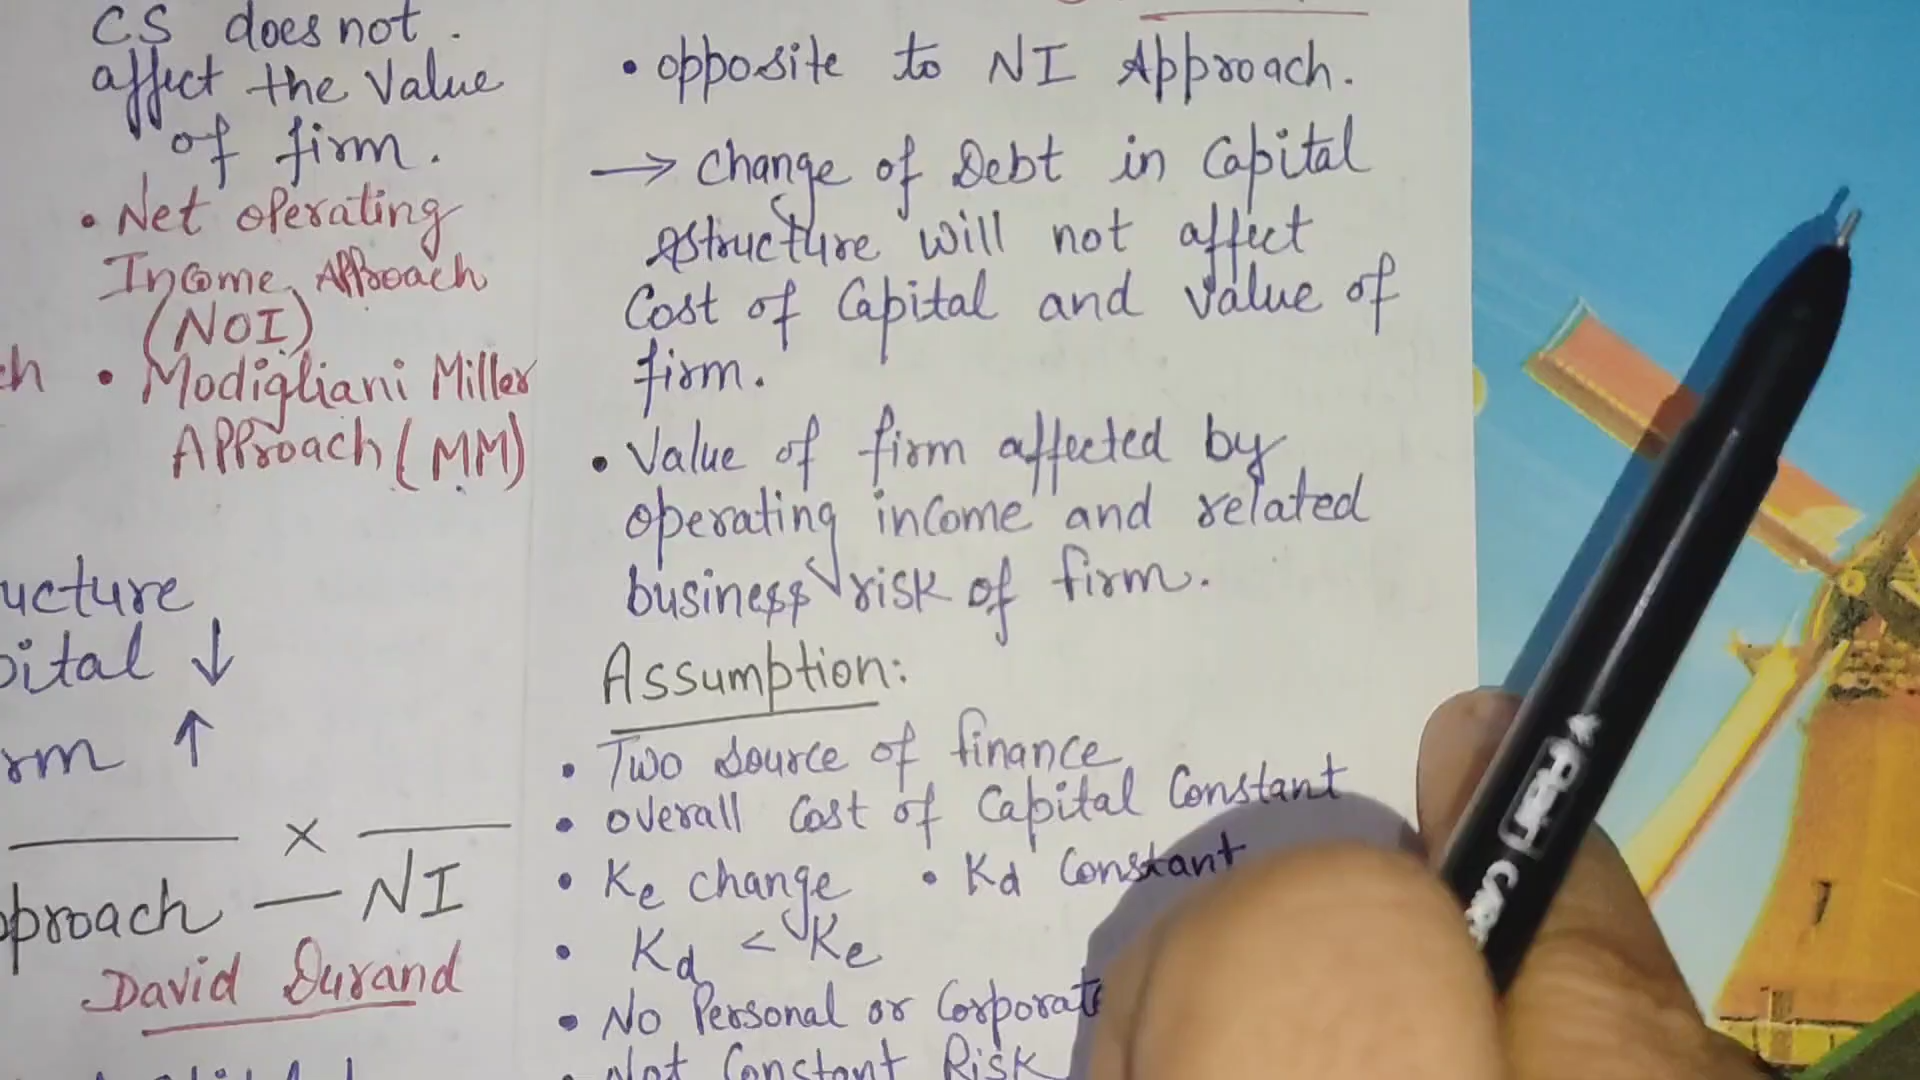 CS does not.
affect the value
of firm.
• Net operating
Income Approach
(NOI)
• Modigliani Miller
Approach (MM)
ucture
pital ↓
rm ↑
× 
pproach — NI
David Durand
• opposite to NI Approach.
→ Change of Debt in Capital
structure will not affect
Cost of Capital and value of
firm.
• Value of firm affected by
operating income and related
business risk of firm.
Assumption:
• Two source of finance
• overall cost of Capital Constant
• Ke change • Kd Constant
• Kd < Ke
• No Personal or Corporate
• Not Constant Risk